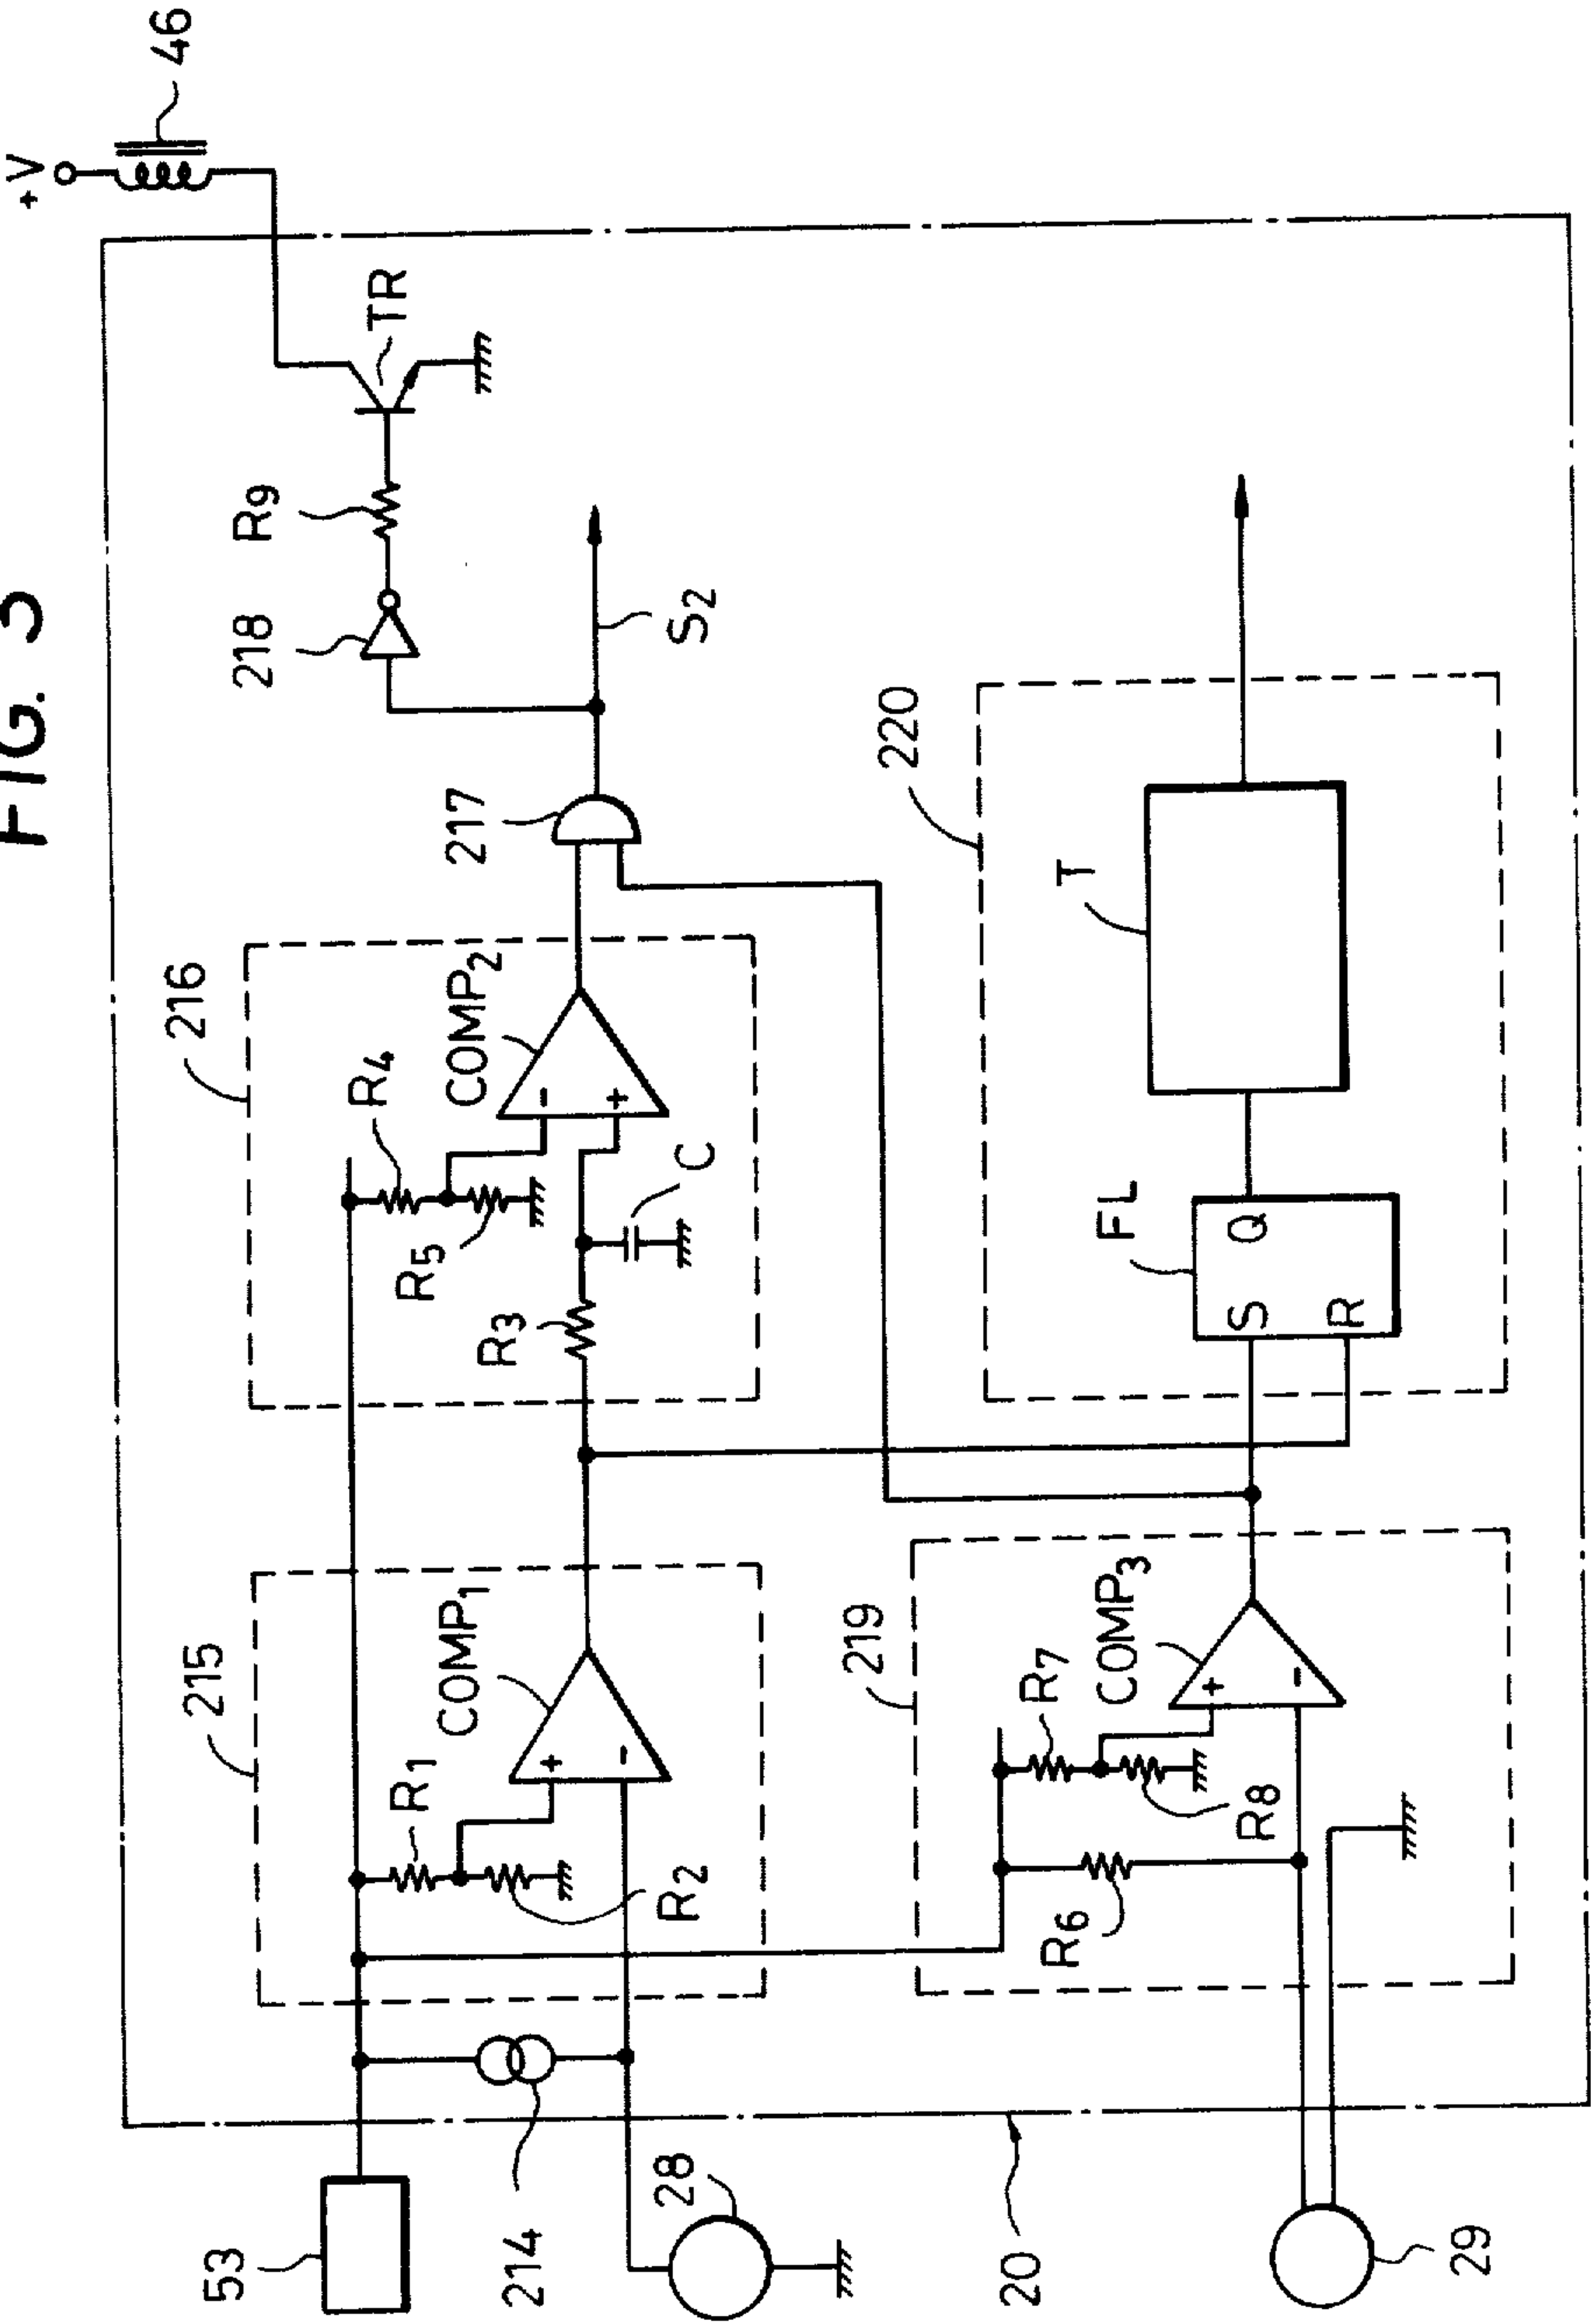 FIG.
+V
46
53
214
28
29
20
215
R1
R2
COMP1
+
-
216
R3
R4
R5
C
COMP2
-
+
217
218
R9
TR
S2
219
R6
R7
R8
COMP3
+
-
220
FL
S
R
Q
T